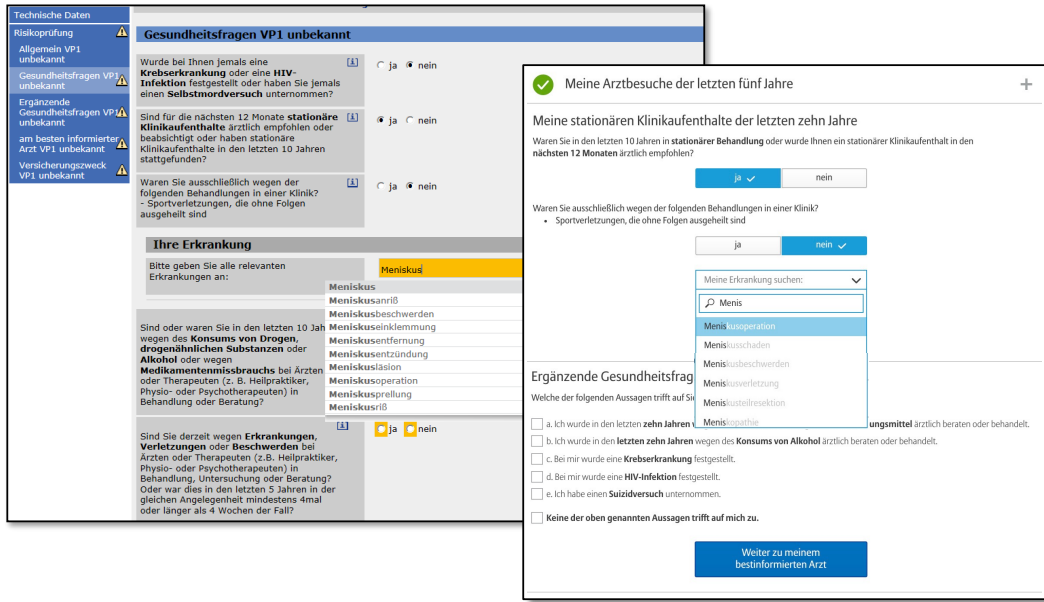 Technische Daten
Risikoprüfung
Allgemein VP1
unbekannt
Gesundheitsfragen VP1
unbekannt
Ergänzende
Gesundheitsfragen VP1
unbekannt
am besten informierter
Arzt VP1 unbekannt
Versicherungszweck
VP1 unbekannt
Gesundheitsfragen VP1 unbekannt
Wurde bei Ihnen jemals eine
Krebserkrankung oder eine HIV-
Infektion festgestellt oder haben Sie jemals
einen Selbstmordversuch unternommen?
i
ja nein
Sind für die nächsten 12 Monate stationäre
Klinikaufenthalte ärztlich empfohlen oder
beabsichtigt oder haben stationäre
Klinikaufenthalte in den letzten 10 Jahren
stattgefunden?
i
ja nein
Waren Sie ausschließlich wegen der
folgenden Behandlungen in einer Klinik?
- Sportverletzungen, die ohne Folgen
ausgeheilt sind
i
ja nein
Ihre Erkrankung
Bitte geben Sie alle relevanten
Erkrankungen an:
Meniskus
Meniskus
Meniskusanriß
Meniskusbeschwerden
Meniskuseinklemmung
Meniskusentfernung
Meniskusentzündung
Meniskusläsion
Meniskusoperation
Meniskusprellung
Meniskusriß
Sind oder waren Sie in den letzten 10 Jah
wegen des Konsums von Drogen,
drogenähnlichen Substanzen oder
Alkohol oder wegen
Medikamentenmissbrauchs bei Ärzten
oder Therapeuten (z. B. Heilpraktiker,
Physio- oder Psychotherapeuten) in
Behandlung oder Beratung?
Sind Sie derzeit wegen Erkrankungen,
Verletzungen oder Beschwerden bei
Ärzten oder Therapeuten (z.B. Heilpraktiker,
Physio- oder Psychotherapeuten) in
Behandlung, Untersuchung oder Beratung?
Oder war dies in den letzten 5 Jahren in der
gleichen Angelegenheit mindestens 4mal
oder länger als 4 Wochen der Fall?
i
ja nein
Meine Arztbesuche der letzten fünf Jahre
Meine stationären Klinikaufenthalte der letzten zehn Jahre
Waren Sie in den letzten 10 Jahren in stationärer Behandlung oder wurde Ihnen ein stationärer Klinikaufenthalt in den
nächsten 12 Monaten ärztlich empfohlen?
ja nein
Waren Sie ausschließlich wegen der folgenden Behandlungen in einer Klinik?
• Sportverletzungen, die ohne Folgen ausgeheilt sind
ja nein
Meine Erkrankung suchen:
Menis
Meniskusoperation
Meniskusschaden
Meniskusbeschwerden
Meniskusverletzung
Meniskusteilresektion
Meniskopathie
Ergänzende Gesundheitsfrag
Welche der folgenden Aussagen trifft auf Sie
a. Ich wurde in den letzten zehn Jahren ungsmittel ärztlich beraten oder behandelt.
b. Ich wurde in den letzten zehn Jahren wegen des Konsums von Alkohol ärztlich beraten oder behandelt.
c. Bei mir wurde eine Krebserkrankung festgestellt.
d. Bei mir wurde eine HIV-Infektion festgestellt.
e. Ich habe einen Suizidversuch unternommen.
Keine der oben genannten Aussagen trifft auf mich zu.
Weiter zu meinem
bestinformierten Arzt